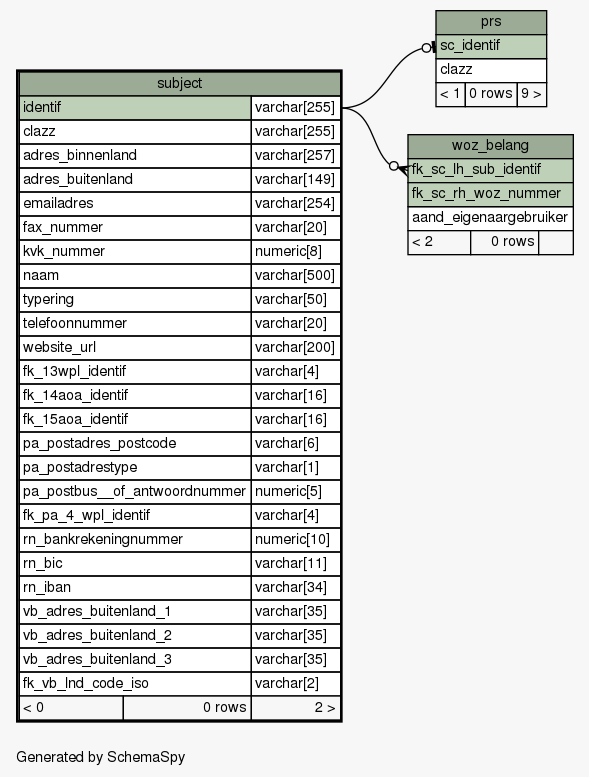 prs
sc_identif
clazz
< 1 0 rows 9 >
subject
identif varchar[255]
clazz varchar[255]
adres_binnenland varchar[257]
adres_buitenland varchar[149]
emailadres varchar[254]
fax_nummer varchar[20]
kvk_nummer numeric[8]
naam varchar[500]
typering varchar[50]
telefoonnummer varchar[20]
website_url varchar[200]
fk_13wpl_identif varchar[4]
fk_14aoa_identif varchar[16]
fk_15aoa_identif varchar[16]
pa_postadres_postcode varchar[6]
pa_postadrestype varchar[1]
pa_postbus__of_antwoordnummer numeric[5]
fk_pa_4_wpl_identif varchar[4]
rn_bankrekeningnummer numeric[10]
rn_bic varchar[11]
rn_iban varchar[34]
vb_adres_buitenland_1 varchar[35]
vb_adres_buitenland_2 varchar[35]
vb_adres_buitenland_3 varchar[35]
fk_vb_lnd_code_iso varchar[2]
< 0 0 rows 2 >
woz_belang
fk_sc_lh_sub_identif
fk_sc_rh_woz_nummer
aand_eigenaargebruiker
< 2 0 rows
Generated by SchemaSpy